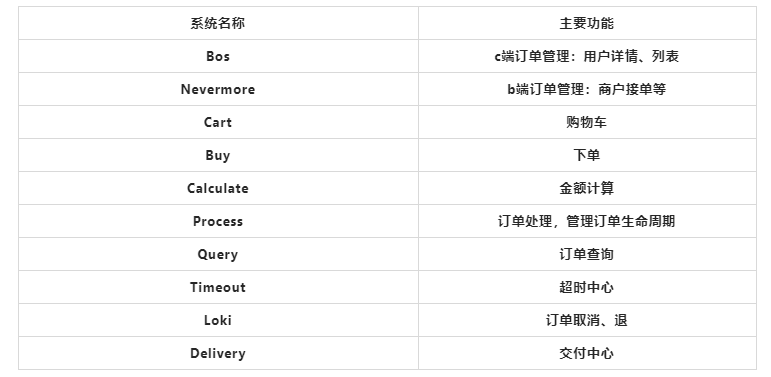 系统名称 主要功能
Bos c端订单管理：用户详情、列表
Nevermore b端订单管理：商户接单等
Cart 购物车
Buy 下单
Calculate 金额计算
Process 订单处理，管理订单生命周期
Query 订单查询
Timeout 超时中心
Loki 订单取消、退
Delivery 交付中心